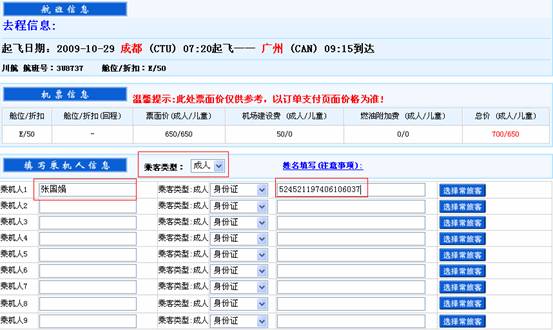 航班信息
去程信息:
起飞日期: 2009-10-29 成都 (CTU) 07:20起飞—— 广州 (CAN) 09:15到达
川航 航班号: 3U8737 舱位/折扣: E/50
机票信息 温馨提示:此处票面价仅供参考，以订单支付页面价格为准！
舱位/折扣 舱位/折扣(回程) 票面价(成人/儿童) 机场建设费 (成人/儿童) 燃油附加费 (成人/儿童) 总价 (成人/儿童)
E/50 - 650/650 50/0 0/0 700/650
填写乘机人信息 乘客类型: 成人 姓名填写(注意事项):
乘机人1 张国娟 乘客类型:成人 身份证 524521197406106037 选择常旅客
乘机人2 乘客类型:成人 身份证 选择常旅客
乘机人3 乘客类型:成人 身份证 选择常旅客
乘机人4 乘客类型:成人 身份证 选择常旅客
乘机人5 乘客类型:成人 身份证 选择常旅客
乘机人6 乘客类型:成人 身份证 选择常旅客
乘机人7 乘客类型:成人 身份证 选择常旅客
乘机人8 乘客类型:成人 身份证 选择常旅客
乘机人9 乘客类型:成人 身份证 选择常旅客